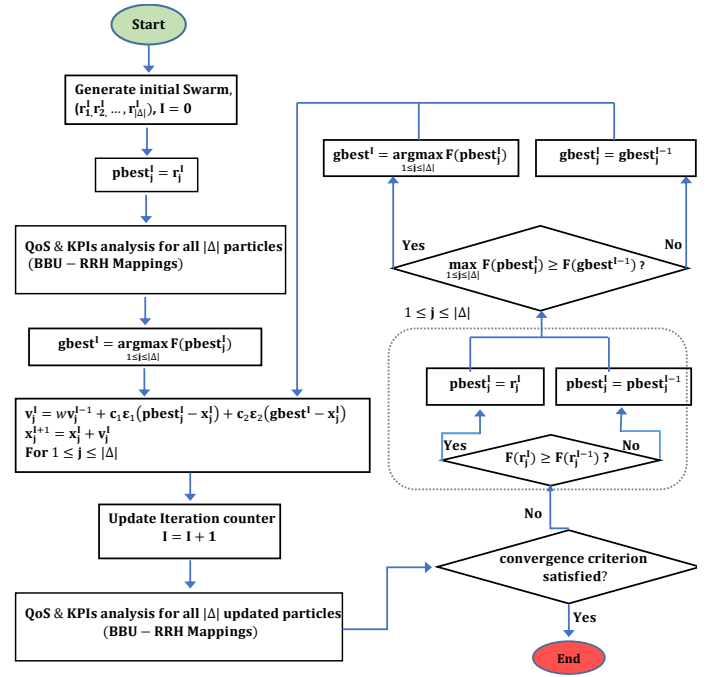 Start
Generate initial Swarm,
(r₁ᴵ, r₂ᴵ, … , r_{|Δ|}ᴵ), I = 0
pbestⱼᴵ = rⱼᴵ
QoS & KPIs analysis for all |Δ| particles
(BBU − RRH Mappings)
gbestᴵ = argmax F(pbestⱼᴵ)
1≤j≤|Δ|
vⱼᴵ = wvⱼᴵ⁻¹ + c₁ε₁(pbestⱼᴵ − xⱼᴵ) + c₂ε₂(gbestᴵ − xⱼᴵ)
xⱼᴵ⁺¹ = xⱼᴵ + vⱼᴵ
For 1 ≤ j ≤ |Δ|
Update Iteration counter
I = I + 1
QoS & KPIs analysis for all |Δ| updated particles
(BBU − RRH Mappings)
convergence criterion
satisfied?
Yes
End
No
F(rⱼᴵ) ≥ F(rⱼᴵ⁻¹) ?
Yes
No
pbestⱼᴵ = rⱼᴵ
pbestⱼᴵ = pbestⱼᴵ⁻¹
1 ≤ j ≤ |Δ|
max F(pbestⱼᴵ) ≥ F(gbestᴵ⁻¹) ?
1≤j≤|Δ|
Yes
No
gbestᴵ = argmax F(pbestⱼᴵ)
1≤j≤|Δ|
gbestⱼᴵ = gbestⱼᴵ⁻¹